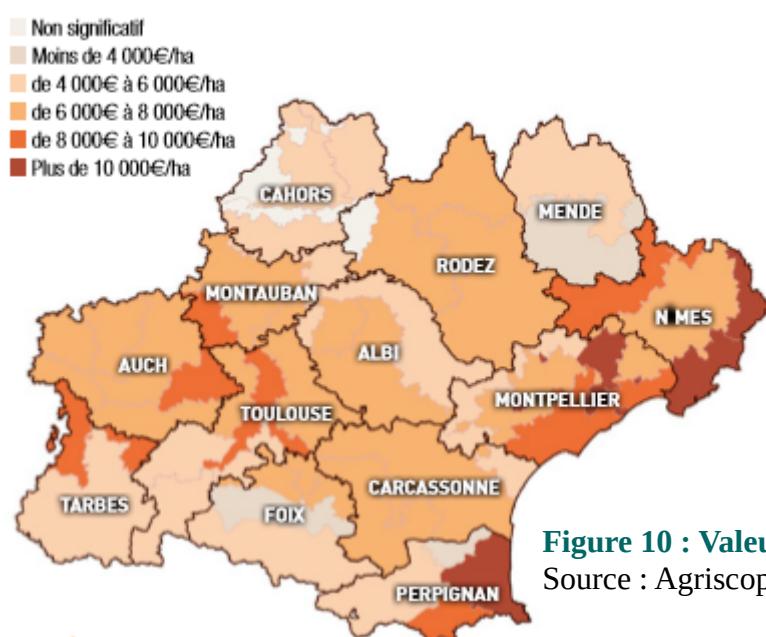 Non significatif
Moins de 4 000€/ha
de 4 000€ à 6 000€/ha
de 6 000€ à 8 000€/ha
de 8 000€ à 10 000€/ha
Plus de 10 000€/ha
CAHORS
MENDE
RODEZ
MONTAUBAN
NMES
ALBI
AUCH
MONTPELLIER
TOULOUSE
CARCASSONNE
TARBES
FOIX
PERPIGNAN
Figure 10 : Valeu
Source : Agriscop